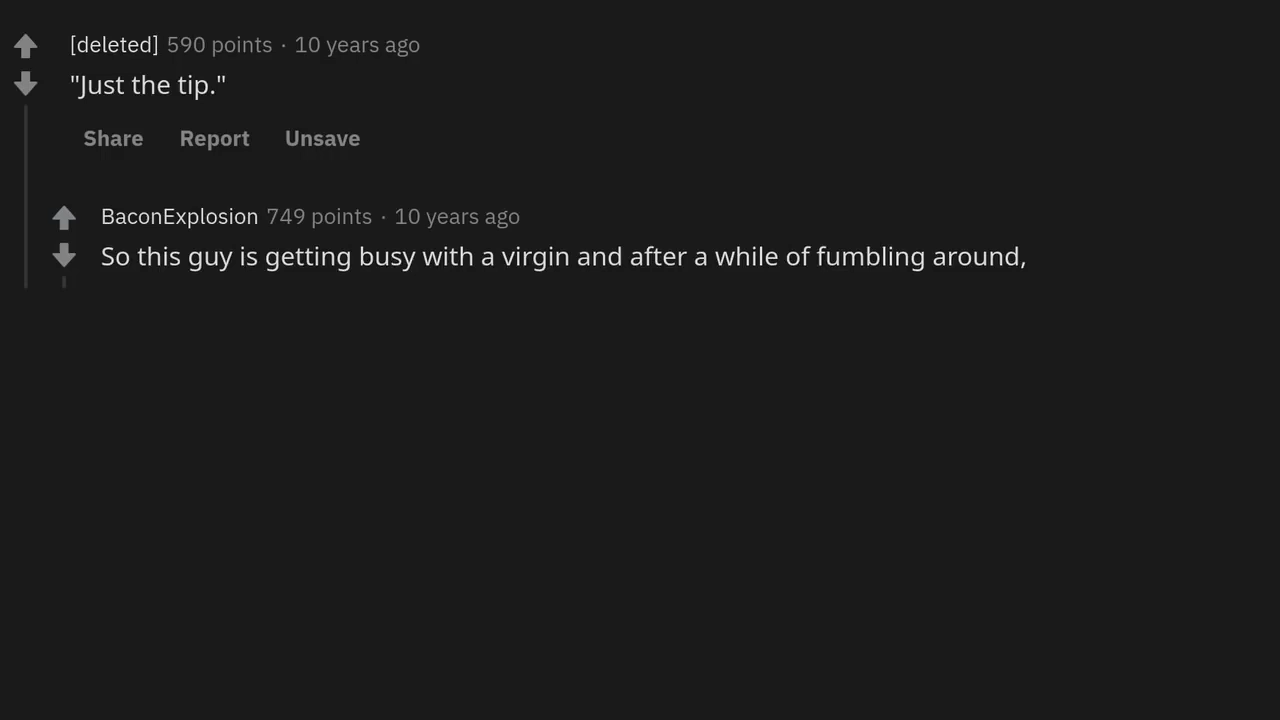 [deleted] 590 points · 10 years ago
"Just the tip."
Share Report Unsave
BaconExplosion 749 points · 10 years ago
So this guy is getting busy with a virgin and after a while of fumbling around,